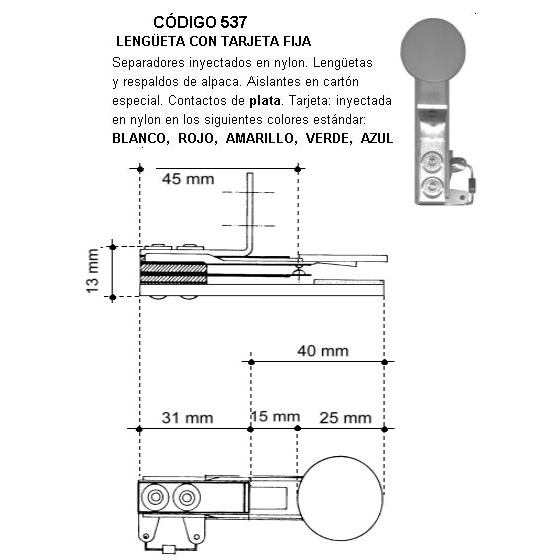 CÓDIGO 537
LENGÜETA CON TARJETA FIJA
Separadores inyectados en nylon. Lengüetas
y respaldos de alpaca. Aislantes en cartón
especial. Contactos de plata. Tarjeta: inyectada
en nylon en los siguientes colores estándar:
BLANCO, ROJO, AMARILLO, VERDE, AZUL
45 mm
13 mm
40 mm
31 mm
15 mm
25 mm